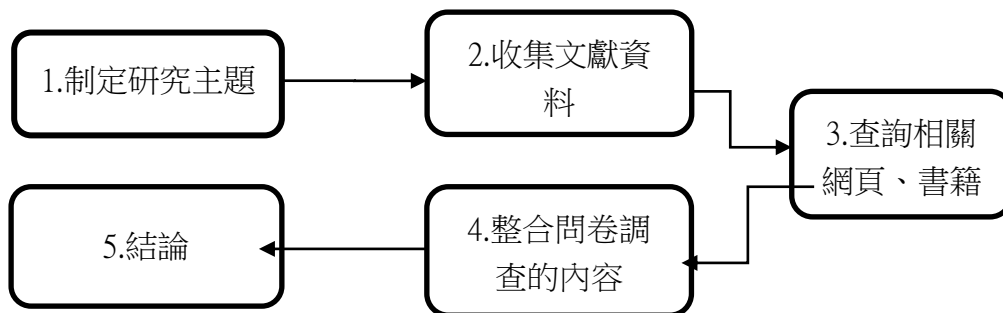 1.制定研究主題
2.收集文獻資
料
3.查詢相關
網頁、書籍
4.整合問卷調
查的內容
5.結論